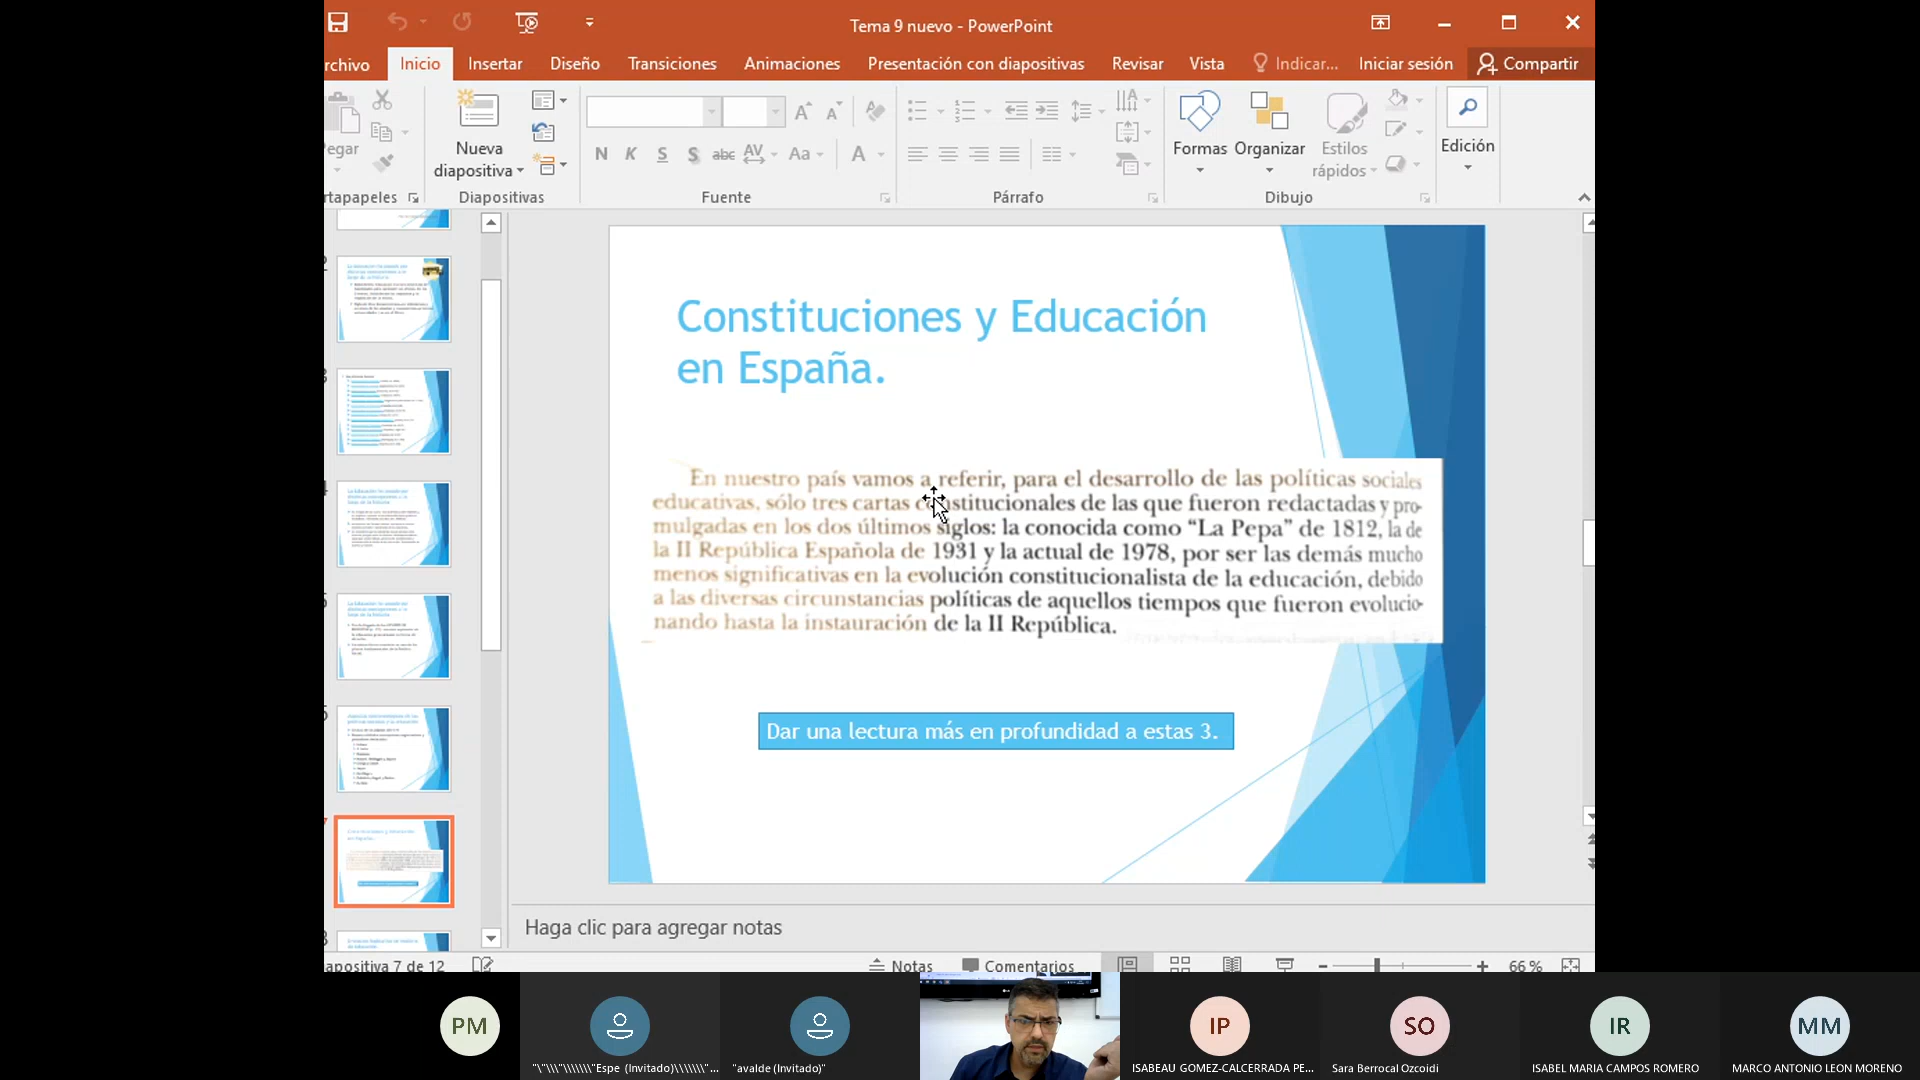 Tema 9 nuevo - PowerPoint
rchivo Inicio Insertar Diseño Transiciones Animaciones Presentación con diapositivas Revisar Vista Indicar... Iniciar sesión Compartir
egar
Nueva
diapositiva
N K S S abc AV Aa A
Formas Organizar Estilos
rápidos
Edición
rtapapeles Diapositivas Fuente Párrafo Dibujo
Constituciones y Educación
en España.
En nuestro país vamos a referir, para el desarrollo de las políticas sociales
educativas, sólo tres cartas constitucionales de las que fueron redactadas y pro-
mulgadas en los dos últimos siglos: la conocida como “La Pepa” de 1812, la de
la II República Española de 1931 y la actual de 1978, por ser las demás mucho
menos significativas en la evolución constitucionalista de la educación, debido
a las diversas circunstancias políticas de aquellos tiempos que fueron evolucio-
nando hasta la instauración de la II República.
Dar una lectura más en profundidad a estas 3.
Haga clic para agregar notas
apositiva 7 de 12 Notas Comentarios 66 %
PM IP SO IR MM
"\"\\\"\\\\\\\"Espe (Invitado)\\\\\\\"... "avalde (Invitado)" ISABEAU GOMEZ-CALCERRADA PE... Sara Berrocal Ozcoidi ISABEL MARIA CAMPOS ROMERO MARCO ANTONIO LEON MORENO